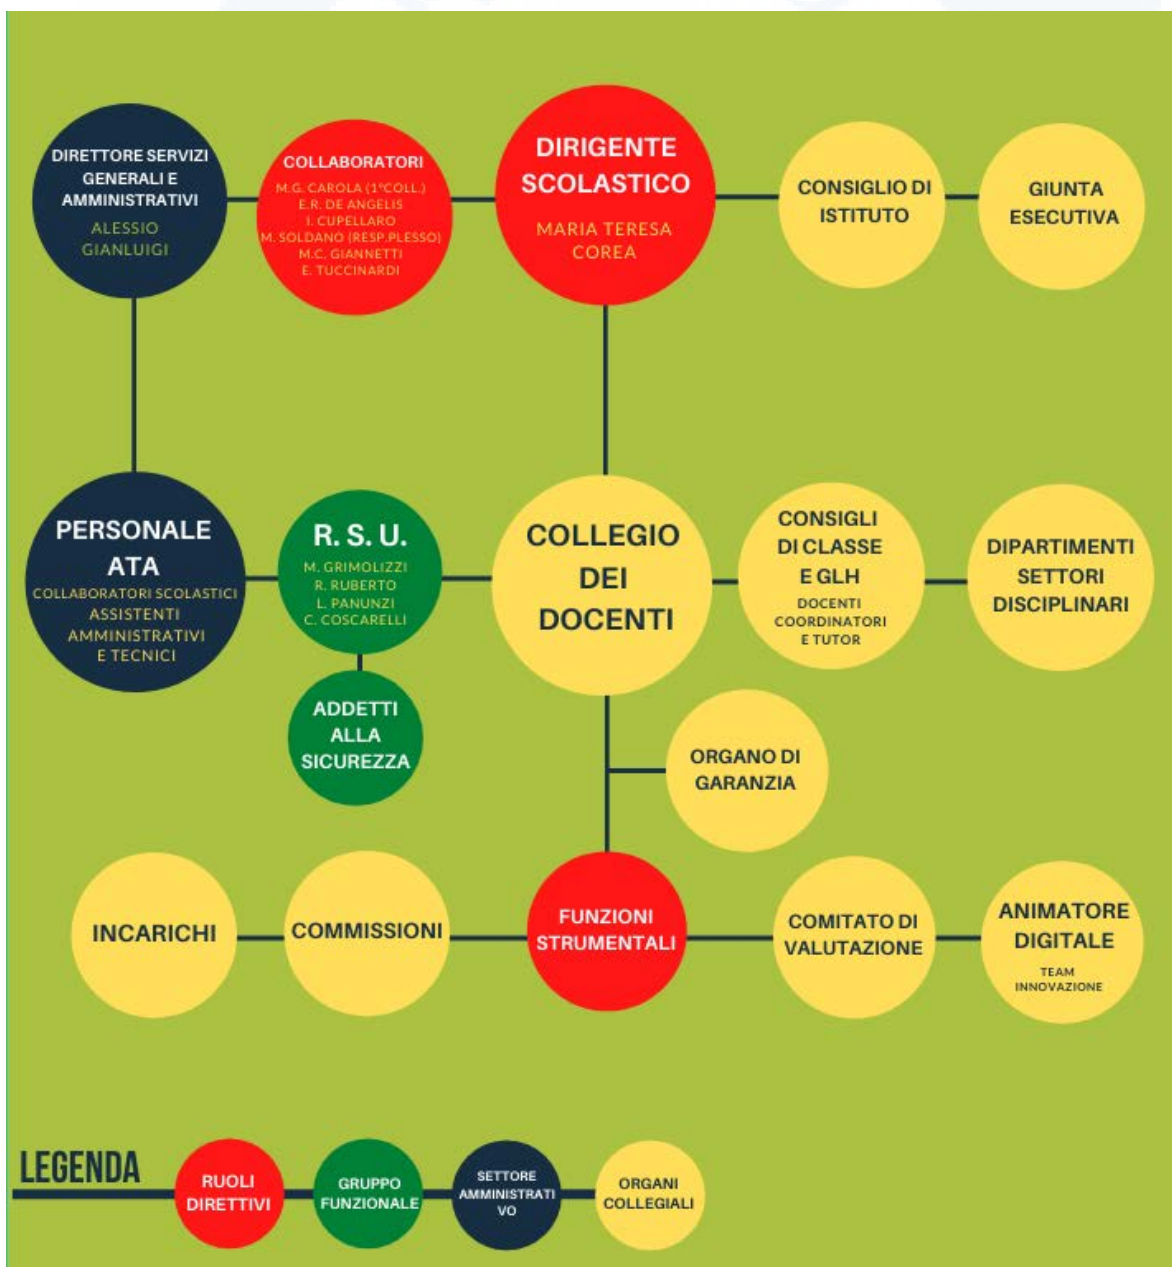 DIRETTORE SERVIZI
GENERALI E
AMMINISTRATIVI
ALESSIO
GIANLUIGI
COLLABORATORI
M.G. CAROLA (1°COLL.)
E.R. DE ANGELIS
I. CUPELLARO
M. SOLDANO (RESP.PLESSO)
M.C. GIANNETTI
E. TUCCINARDI
DIRIGENTE
SCOLASTICO
MARIA TERESA
COREA
CONSIGLIO DI
ISTITUTO
GIUNTA
ESECUTIVA
PERSONALE
ATA
COLLABORATORI SCOLASTICI
ASSISTENTI
AMMINISTRATIVI
E TECNICI
R. S. U.
M. GRIMOLIZZI
R. RUBERTO
L. PANUNZI
C. COSCARELLI
COLLEGIO
DEI
DOCENTI
CONSIGLI
DI CLASSE
E GLH
DOCENTI
COORDINATORI
E TUTOR
DIPARTIMENTI
SETTORI
DISCIPLINARI
ADDETTI
ALLA
SICUREZZA
ORGANO DI
GARANZIA
INCARICHI
COMMISSIONI
FUNZIONI
STRUMENTALI
COMITATO DI
VALUTAZIONE
ANIMATORE
DIGITALE
TEAM
INNOVAZIONE
LEGENDA
RUOLI
DIRETTIVI
GRUPPO
FUNZIONALE
SETTORE
AMMINISTRATI
VO
ORGANI
COLLEGIALI